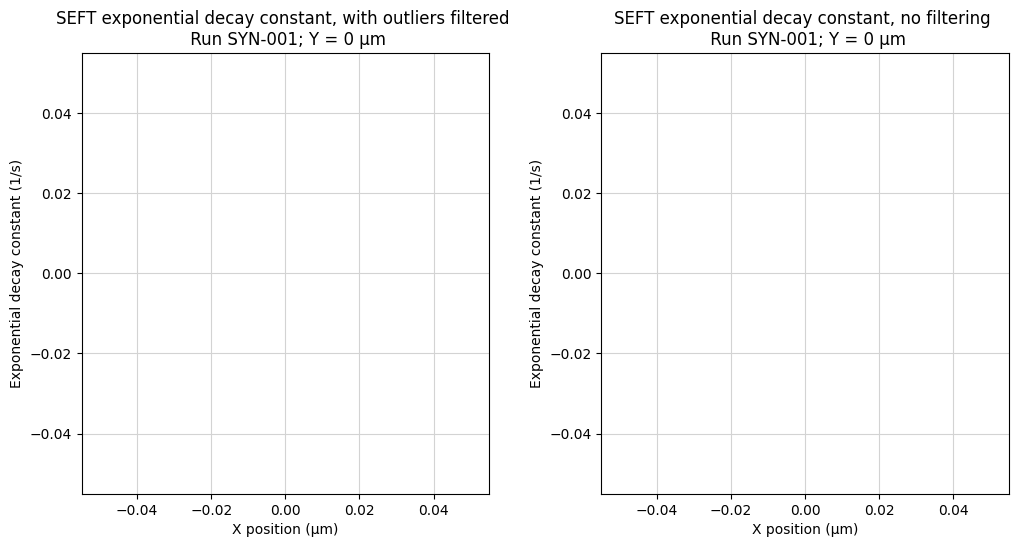 SEFT exponential decay constant, with outliers filtered
Run SYN-001; Y = 0 µm
Exponential decay constant (1/s)
0.04
0.02
0.00
−0.02
−0.04
−0.04 −0.02 0.00 0.02 0.04
X position (µm)
SEFT exponential decay constant, no filtering
Run SYN-001; Y = 0 µm
Exponential decay constant (1/s)
0.04
0.02
0.00
−0.02
−0.04
−0.04 −0.02 0.00 0.02 0.04
X position (µm)